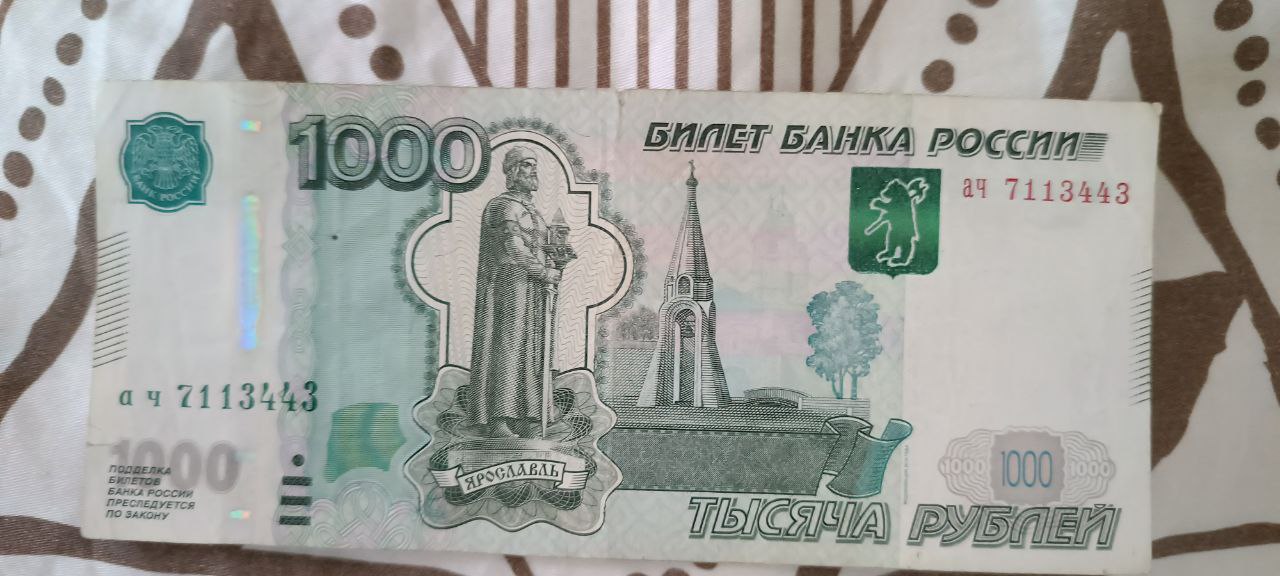 1000
БИЛЕТ БАНКА РОССИИ
БАНК РОССИИ
ач 7113443
ач 7113443
1000
ПОДДЕЛКА
БИЛЕТОВ
БАНКА РОССИИ
ПРЕСЛЕДУЕТСЯ
ПО ЗАКОНУ
ЯРОСЛАВЛЬ
1000 1000 1000
ТЫСЯЧА РУБЛЕЙ